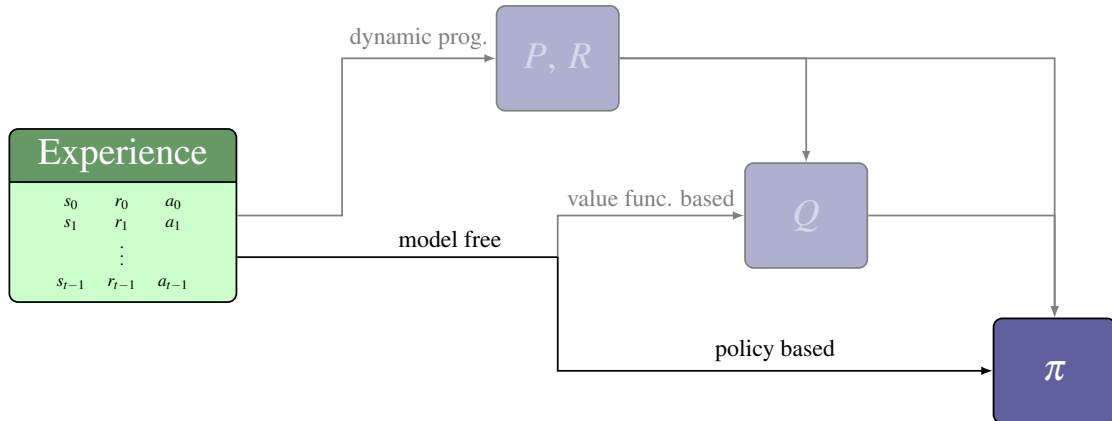 dynamic prog.
P, R
Experience
s₀ r₀ a₀
s₁ r₁ a₁
⋮
sₜ₋₁ rₜ₋₁ aₜ₋₁
value func. based
Q
model free
policy based
π